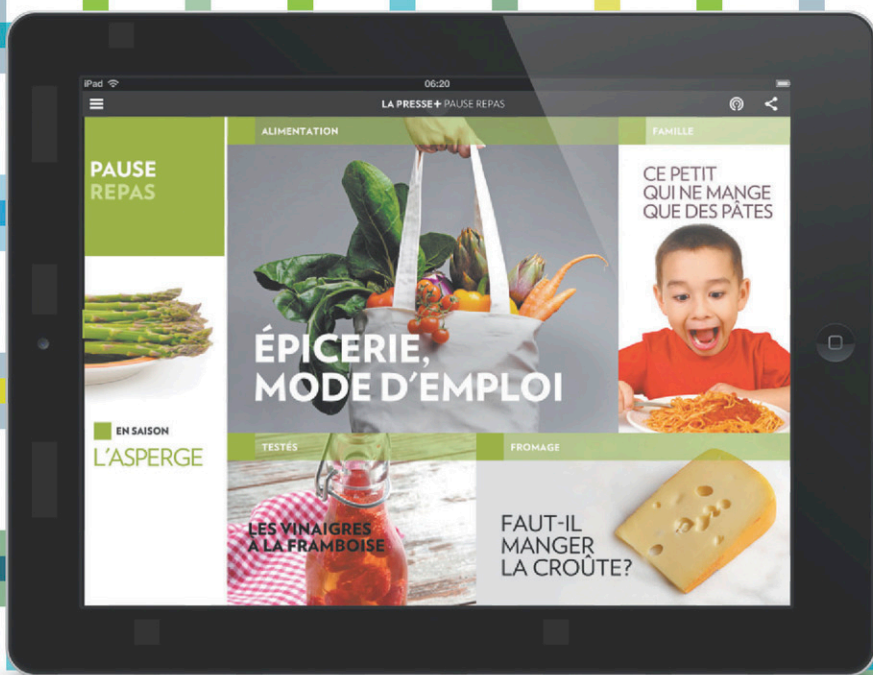 iPad
06:20
LA PRESSE+ PAUSE REPAS
PAUSE
REPAS
EN SAISON
L'ASPERGE
ALIMENTATION
ÉPICERIE,
MODE D'EMPLOI
FAMILLE
CE PETIT
QUI NE MANGE
QUE DES PÂTES
TESTÉS
LES VINAIGRES
À LA FRAMBOISE
FROMAGE
FAUT-IL
MANGER
LA CROÛTE?